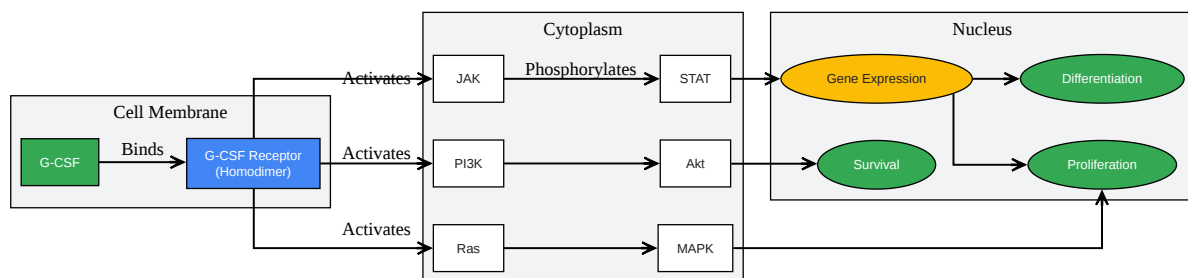 Cytoplasm
Nucleus
Activates
JAK
Phosphorylates
STAT
Gene Expression
Differentiation
Cell Membrane
G-CSF
Binds
G-CSF Receptor
(Homodimer)
Activates
PI3K
Akt
Survival
Proliferation
Activates
Ras
MAPK